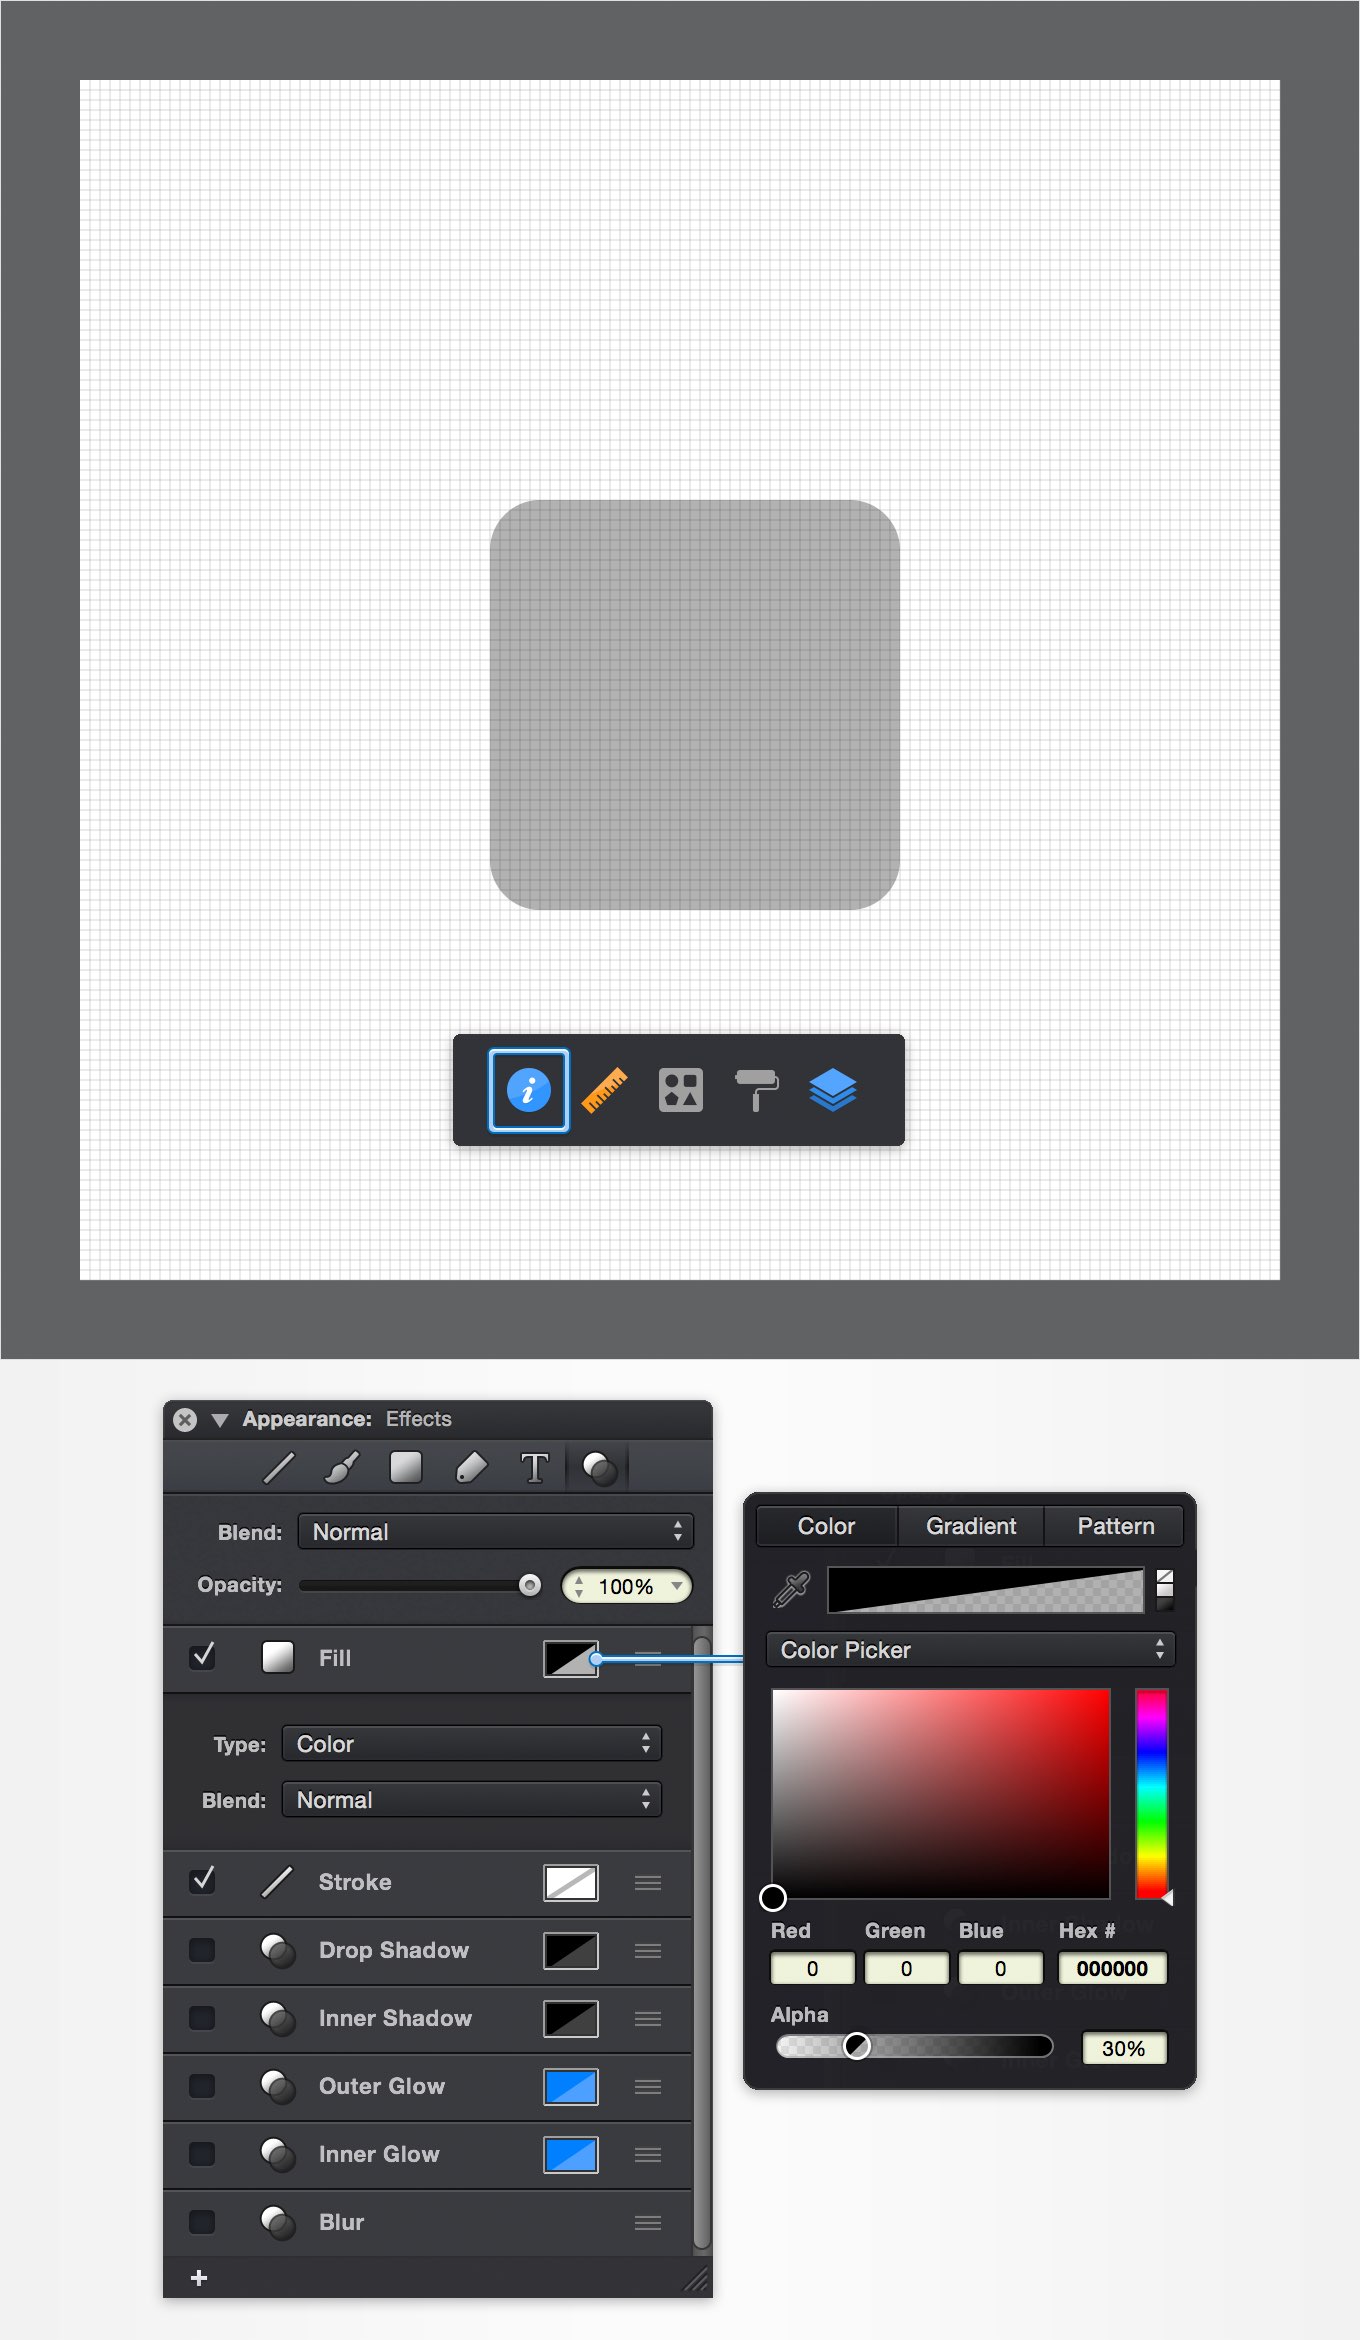 Appearance: Effects
T
Blend: Normal
Opacity: 100%
Fill
Type: Color
Blend: Normal
Stroke
Drop Shadow
Inner Shadow
Outer Glow
Inner Glow
Blur
+
Color Gradient Pattern
Color Picker
Red Green Blue Hex #
0 0 0 000000
Alpha
30%